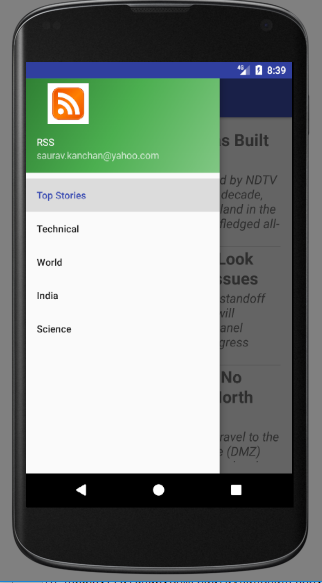 4G 8:39
s Built
RSS
saurav.kanchan@yahoo.com
d by NDTV
Top Stories
decade,
land in the
fledged all-
Technical
Look
World
ssues
standoff
India
will
anel
Science
gress
No
orth
ravel to the
e (DMZ)